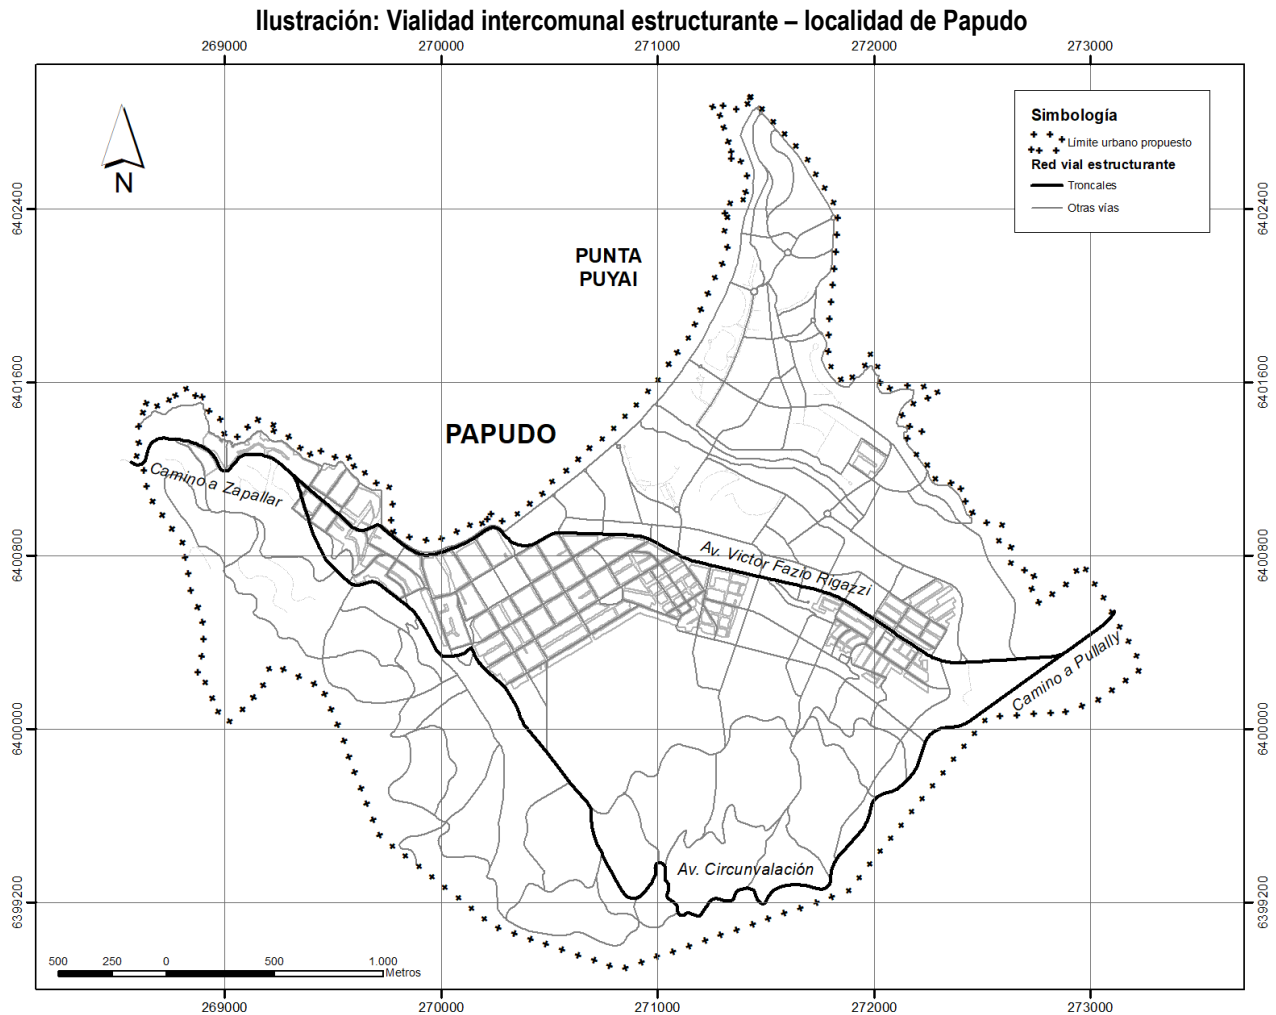 Ilustración: Vialidad intercomunal estructurante – localidad de Papudo
269000
270000
271000
272000
273000
Simbología
Límite urbano propuesto
Red vial estructurante
Troncales
Otras vías
N
6402400
6402400
PUNTA
PUYAI
6401600
6401600
PAPUDO
Camino a Zapallar
6400800
6400800
Av. Victor Fazio Rigazzi
Camino a Pullally
6400000
6400000
Av. Circunvalación
6399200
6399200
500
250
0
500
1.000
Metros
269000
270000
271000
272000
273000